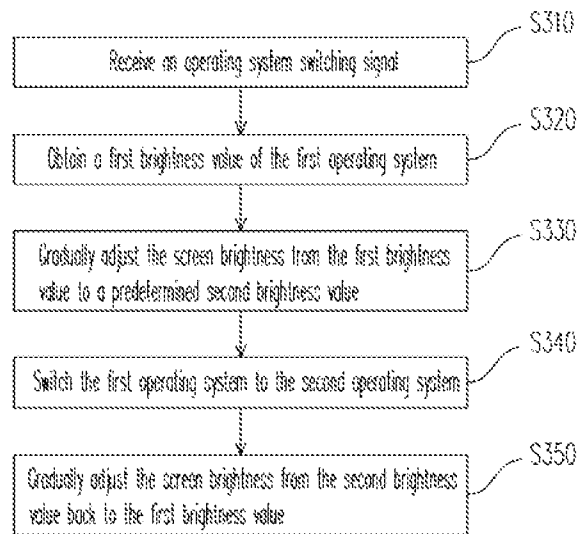 S310
Receive an operating system switching signal
S320
Obtain a first brightness value of the first operating system
S330
Gradually adjust the screen brightness from the first brightness
value to a predetermined second brightness value
S340
Switch the first operating system to the second operating system
S350
Gradually adjust the screen brightness from the second brightness
value back to the first brightness value